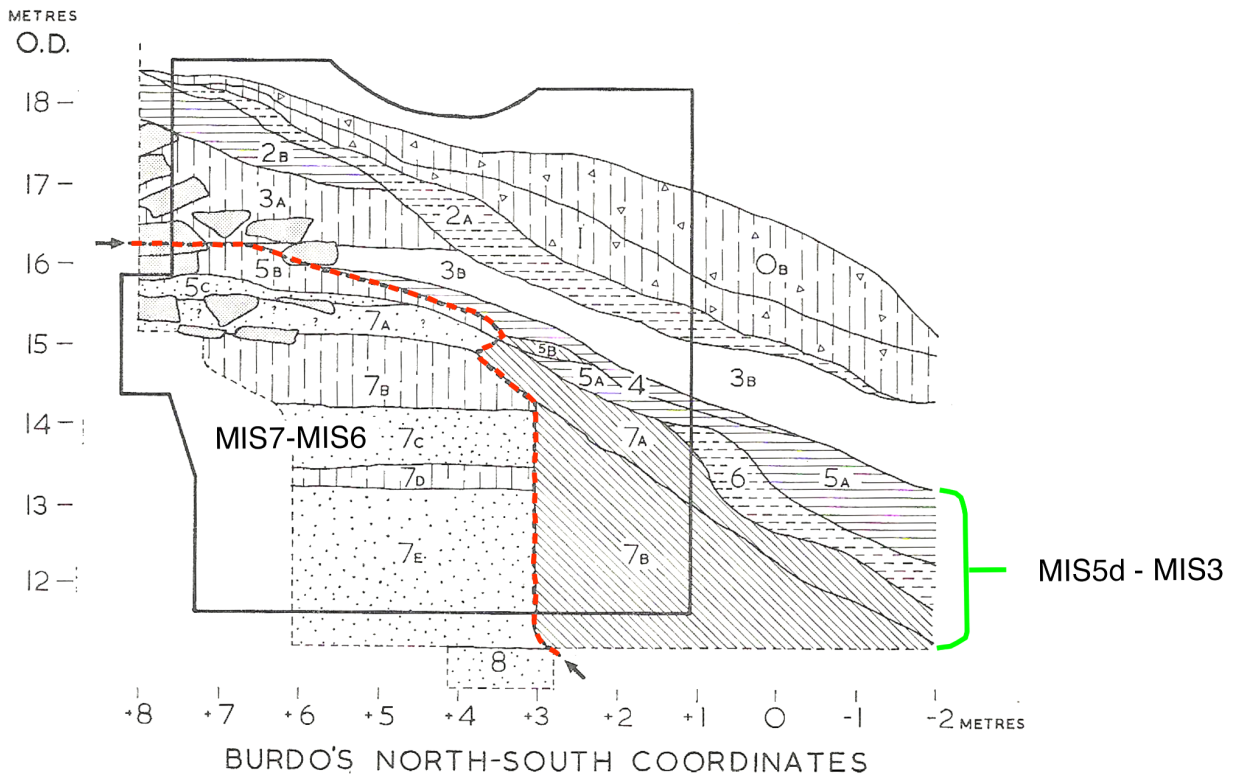 METRES
O.D.
18
17
16
15
14
13
12
2B
3A
2A
5B
3B
OB
5C
? ? ?
7A
5B
5A
4
3B
7B
MIS7-MIS6
7C
7A
6
5A
7D
7E
7B
MIS5d - MIS3
8
+8 +7 +6 +5 +4 +3 +2 +1 0 -1 -2 METRES
BURDO'S NORTH-SOUTH COORDINATES